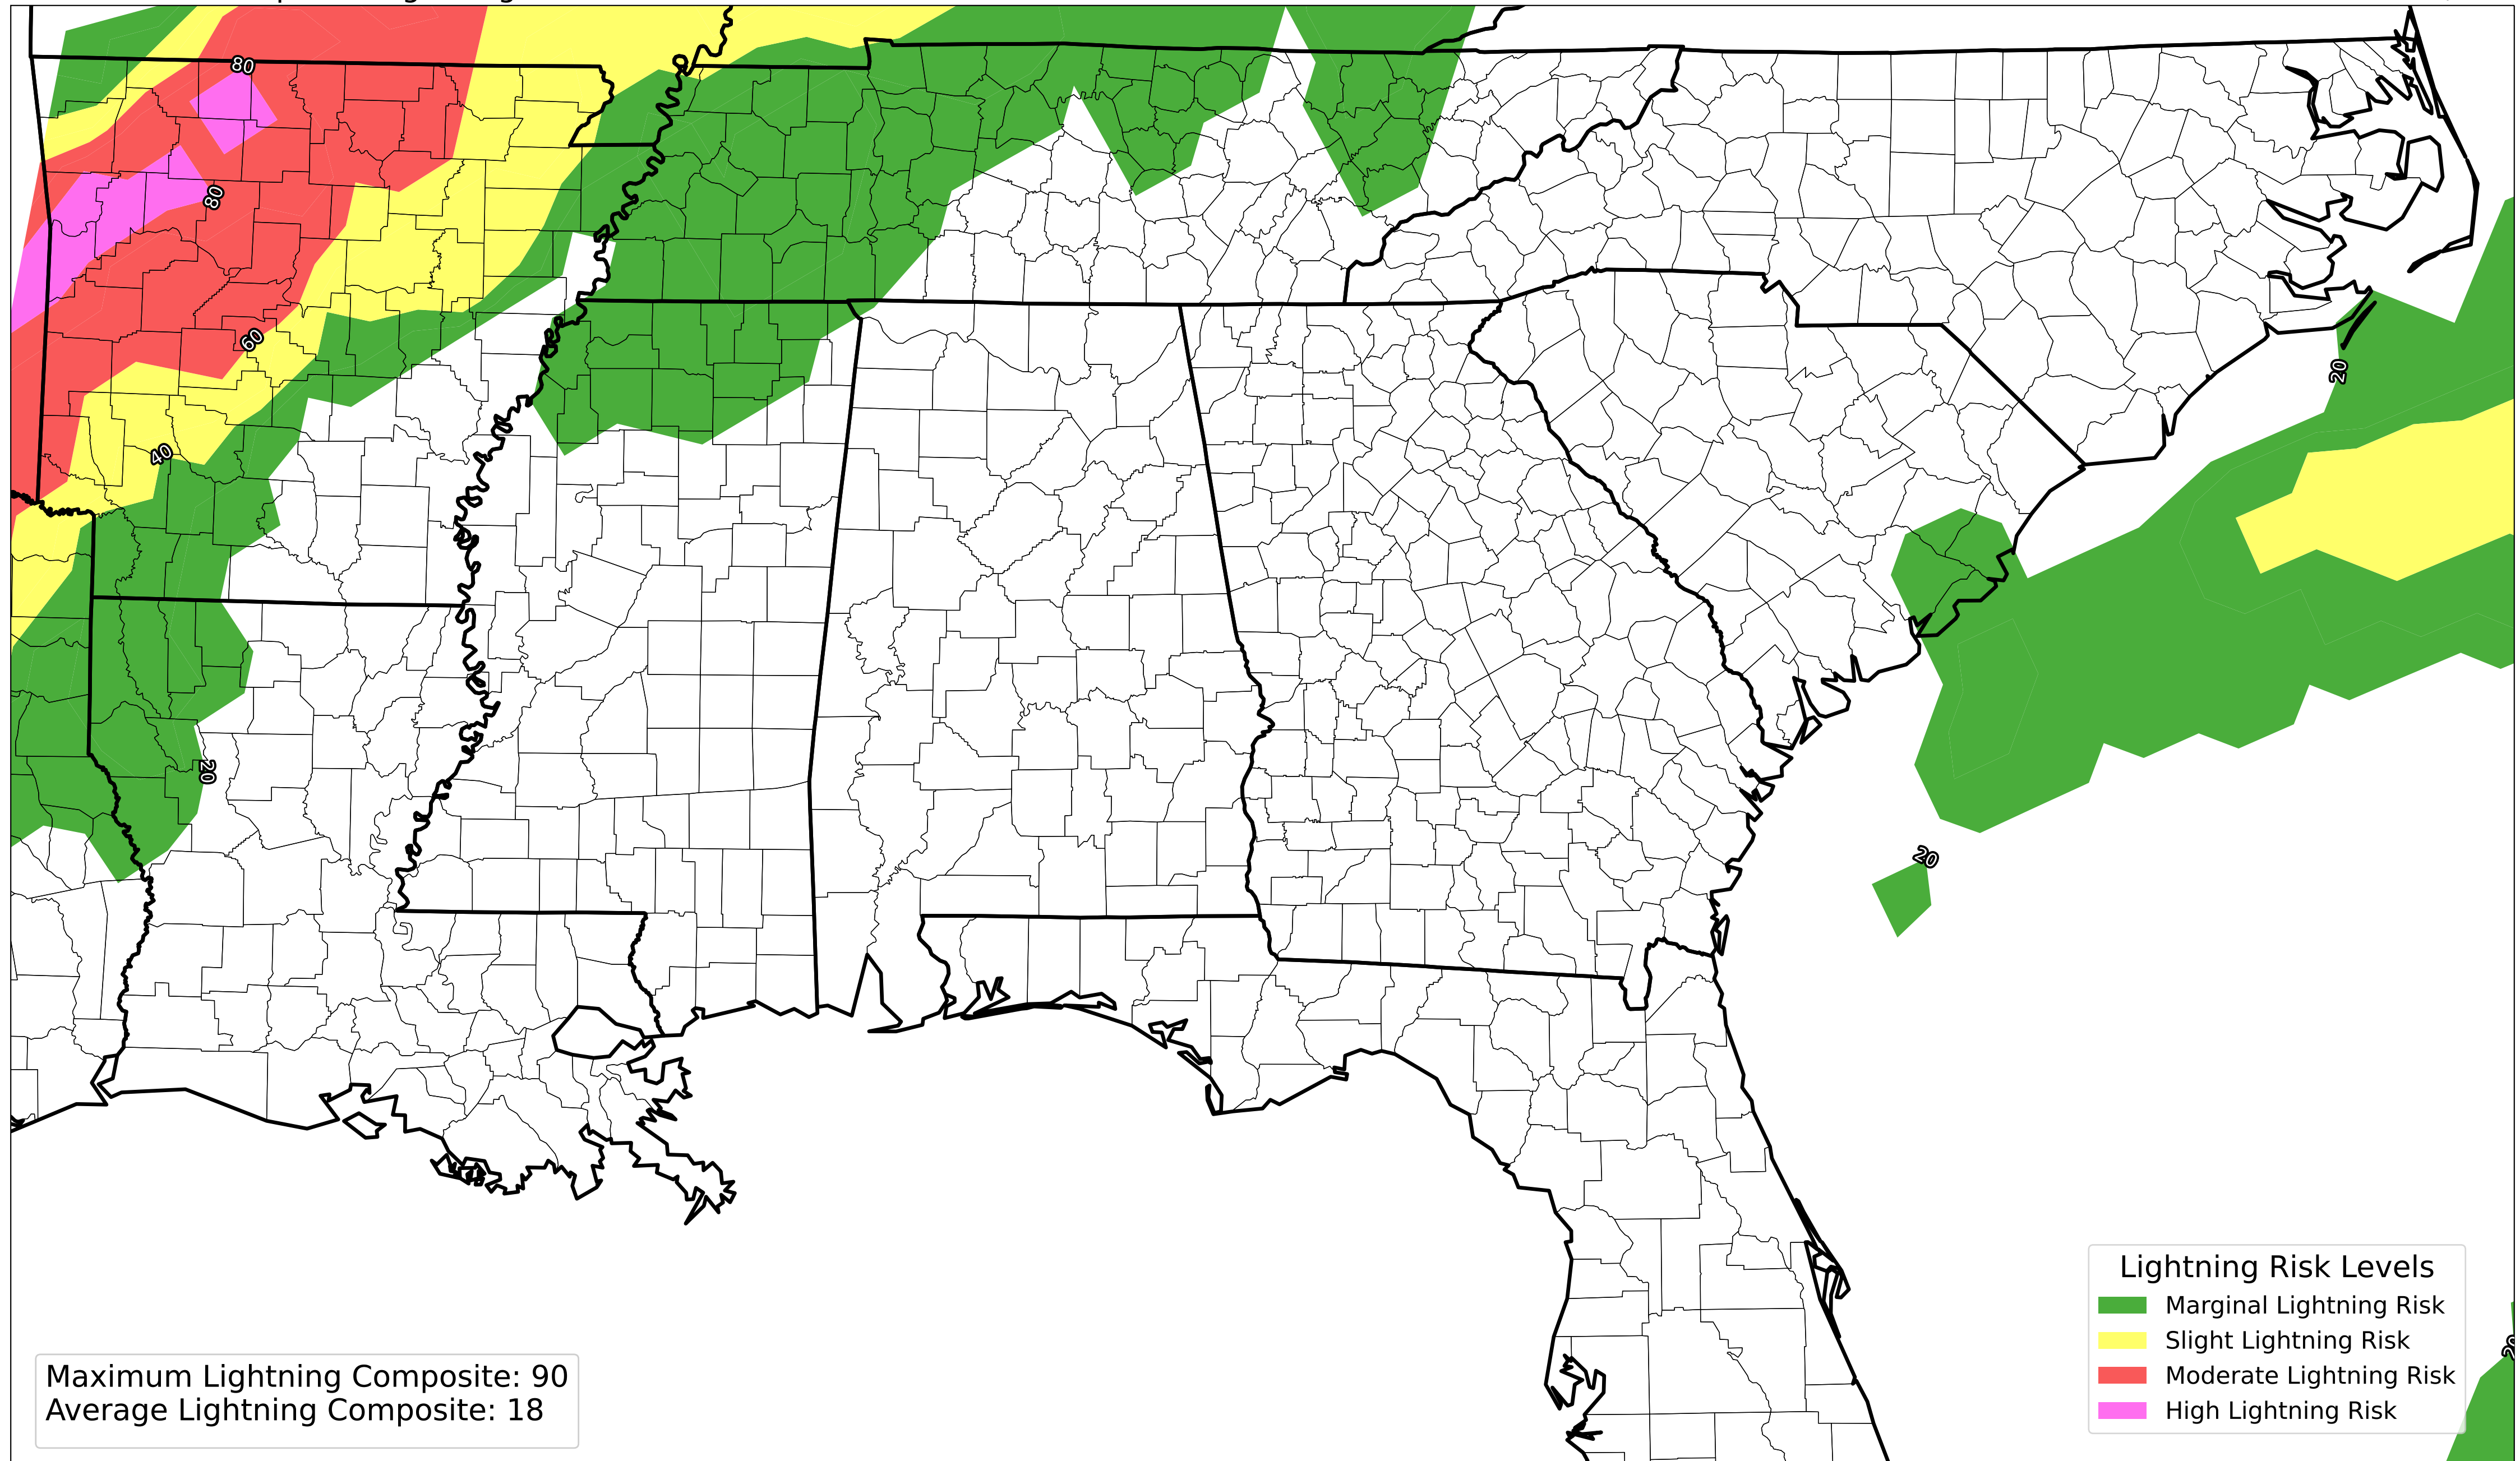 80
80
60
40
20
20
20
20
Lightning Risk Levels
Marginal Lightning Risk
Slight Lightning Risk
Moderate Lightning Risk
High Lightning Risk
Maximum Lightning Composite: 90
Average Lightning Composite: 18